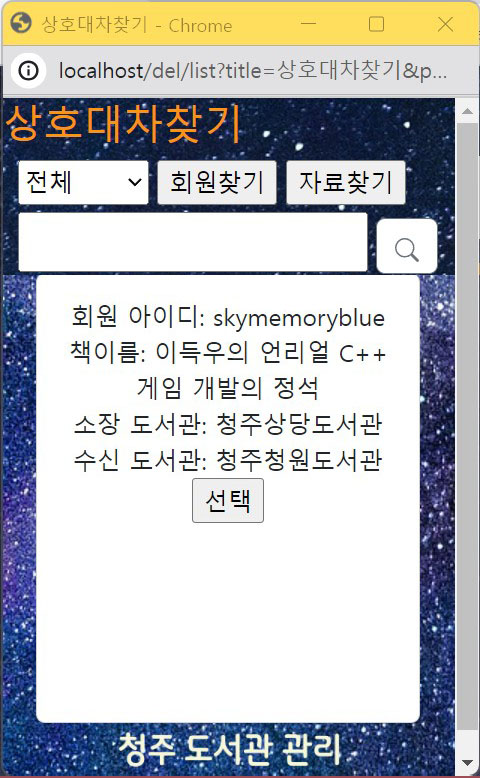 상호대차찾기 - Chrome
localhost/del/list?title=상호대차찾기&p...
상호대차찾기
전체 회원찾기 자료찾기
회원 아이디: skymemoryblue
책이름: 이득우의 언리얼 C++
게임 개발의 정석
소장 도서관: 청주상당도서관
수신 도서관: 청주청원도서관
선택
청주 도서관 관리